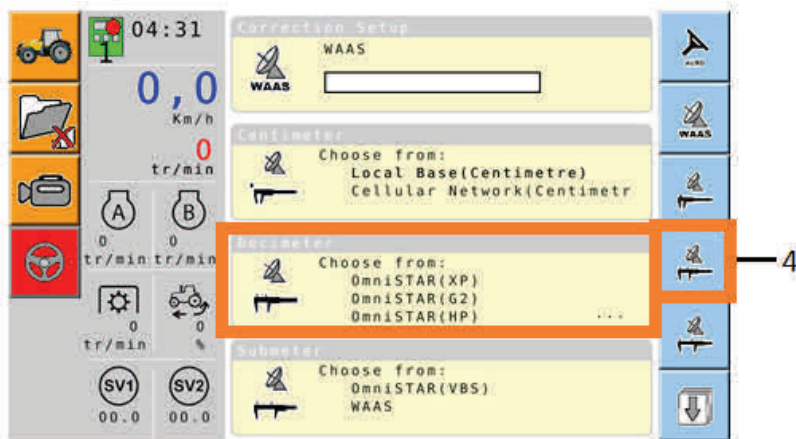 04:31
1
0,0
Km/h
0
tr/min
A
B
0
0
tr/min tr/min
0
0
tr/min
%
SV1
SV2
00.0
00.0
Correction Setup
WAAS
WAAS
Centimeter
Choose from:
Local Base(Centimetre)
Cellular Network(Centimetr
Decimeter
Choose from:
OmniSTAR(XP)
OmniSTAR(G2)
OmniSTAR(HP)
...
Submeter
Choose from:
OmniSTAR(VBS)
WAAS
AUTO
WAAS
4